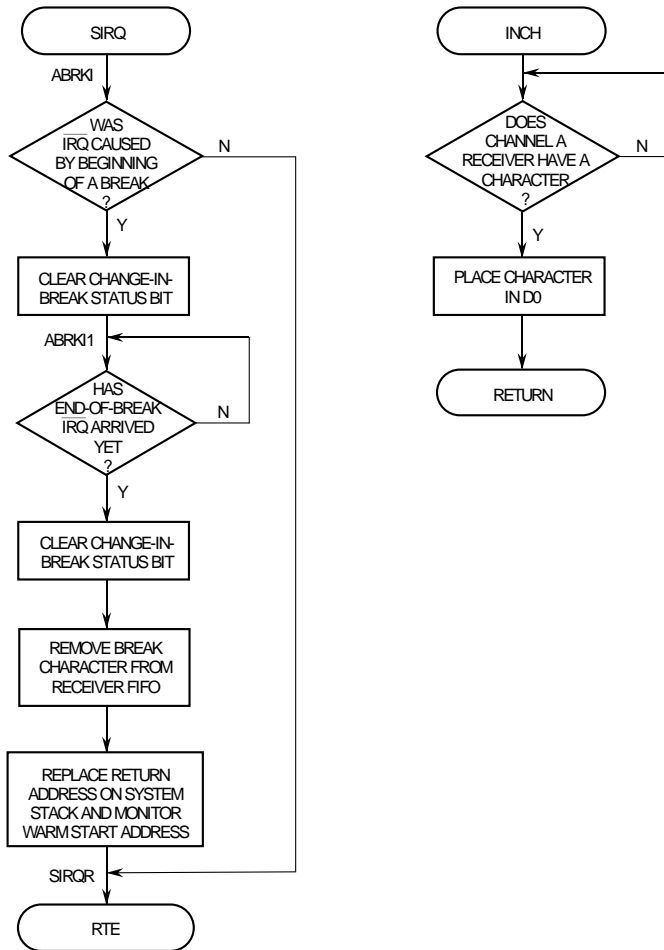 SIRQ
ABRKI
WAS
IRQ CAUSED
BY BEGINNING
OF A BREAK
?
N
Y
CLEAR CHANGE-IN-
BREAK STATUS BIT
ABRKI1
HAS
END-OF-BREAK
IRQ ARRIVED
YET
?
N
Y
CLEAR CHANGE-IN-
BREAK STATUS BIT
REMOVE BREAK
CHARACTER FROM
RECEIVER FIFO
REPLACE RETURN
ADDRESS ON SYSTEM
STACK AND MONITOR
WARM START ADDRESS
SIRQR
RTE
INCH
DOES
CHANNEL A
RECEIVER HAVE A
CHARACTER
?
N
Y
PLACE CHARACTER
IN D0
RETURN